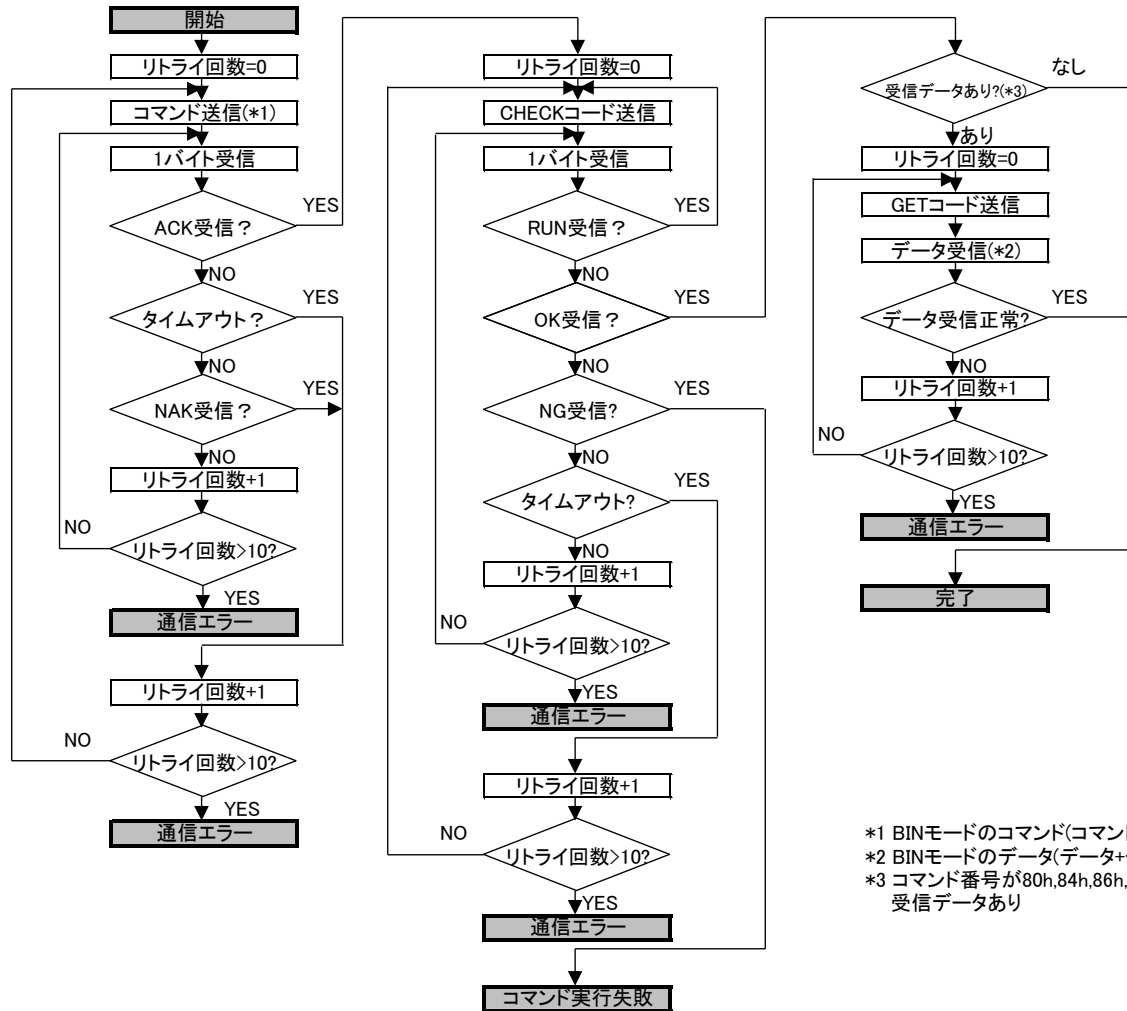 開始
リトライ回数=0
コマンド送信(*1)
1バイト受信
ACK受信？
YES
NO
タイムアウト？
YES
NO
NAK受信？
YES
NO
リトライ回数+1
リトライ回数>10?
NO
YES
通信エラー
リトライ回数+1
リトライ回数>10?
NO
YES
通信エラー
リトライ回数=0
CHECKコード送信
1バイト受信
RUN受信？
YES
NO
OK受信？
YES
NO
NG受信?
YES
NO
タイムアウト?
YES
NO
リトライ回数+1
リトライ回数>10?
NO
YES
通信エラー
リトライ回数+1
リトライ回数>10?
NO
YES
通信エラー
コマンド実行失敗
受信データあり?(*3)
なし
あり
リトライ回数=0
GETコード送信
データ受信(*2)
データ受信正常?
YES
NO
リトライ回数+1
リトライ回数>10?
NO
YES
通信エラー
完了
*1 BINモードのコマンド(コマンド
*2 BINモードのデータ(データ+
*3 コマンド番号が80h,84h,86h,
受信データあり